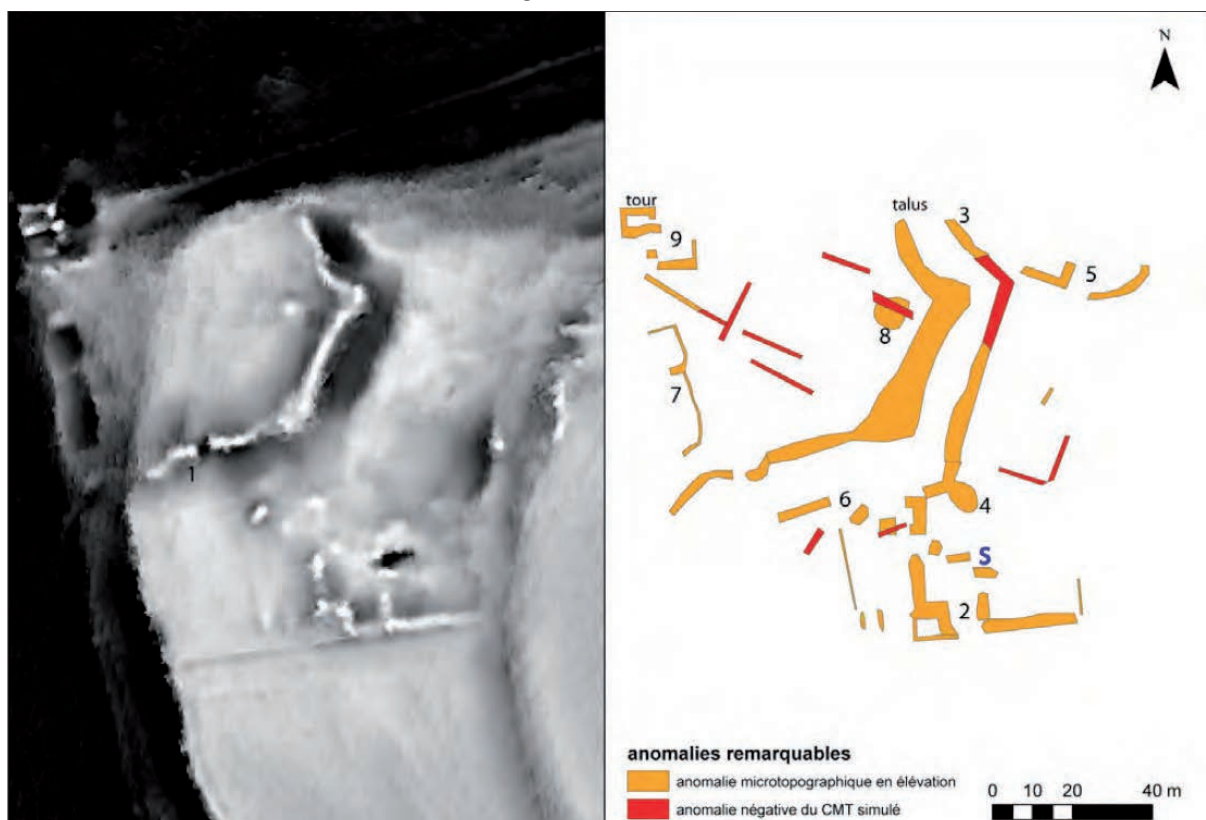 N
tour
talus
3
9
5
8
7
1
6
4
S
2
anomalies remarquables
anomalie microtopographique en élévation
anomalie négative du CMT simulé
0 10 20 40 m